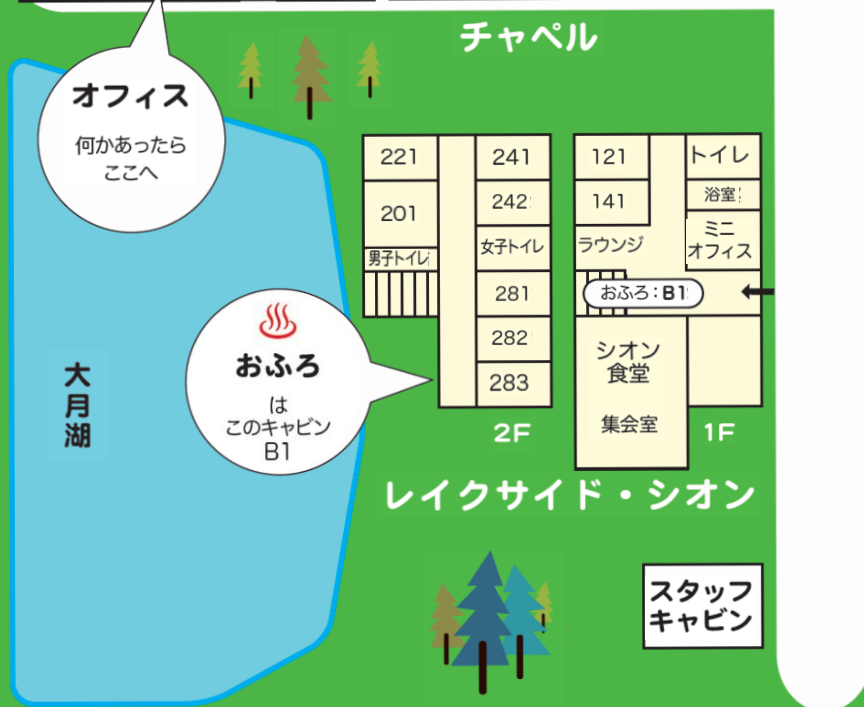 チャペル
オフィス
何かあったら
ここへ
221
201
男子トイレ
241
242
女子トイレ
281
282
283
2F
121
141
ラウンジ
トイレ
浴室
ミニ
オフィス
おふろ:B1
シオン
食堂
集会室
1F
おふろ
は
このキャビン
B1
大月湖
レイクサイド・シオン
スタッフ
キャビン